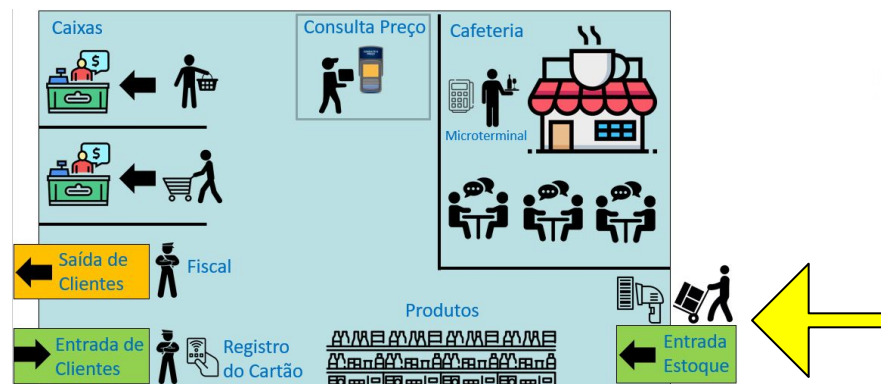 Caixas
Consulta Preço
Cafeteria
Microterminal
Saída de
Clientes
Fiscal
Produtos
Entrada de
Clientes
Registro
do Cartão
Entrada
Estoque